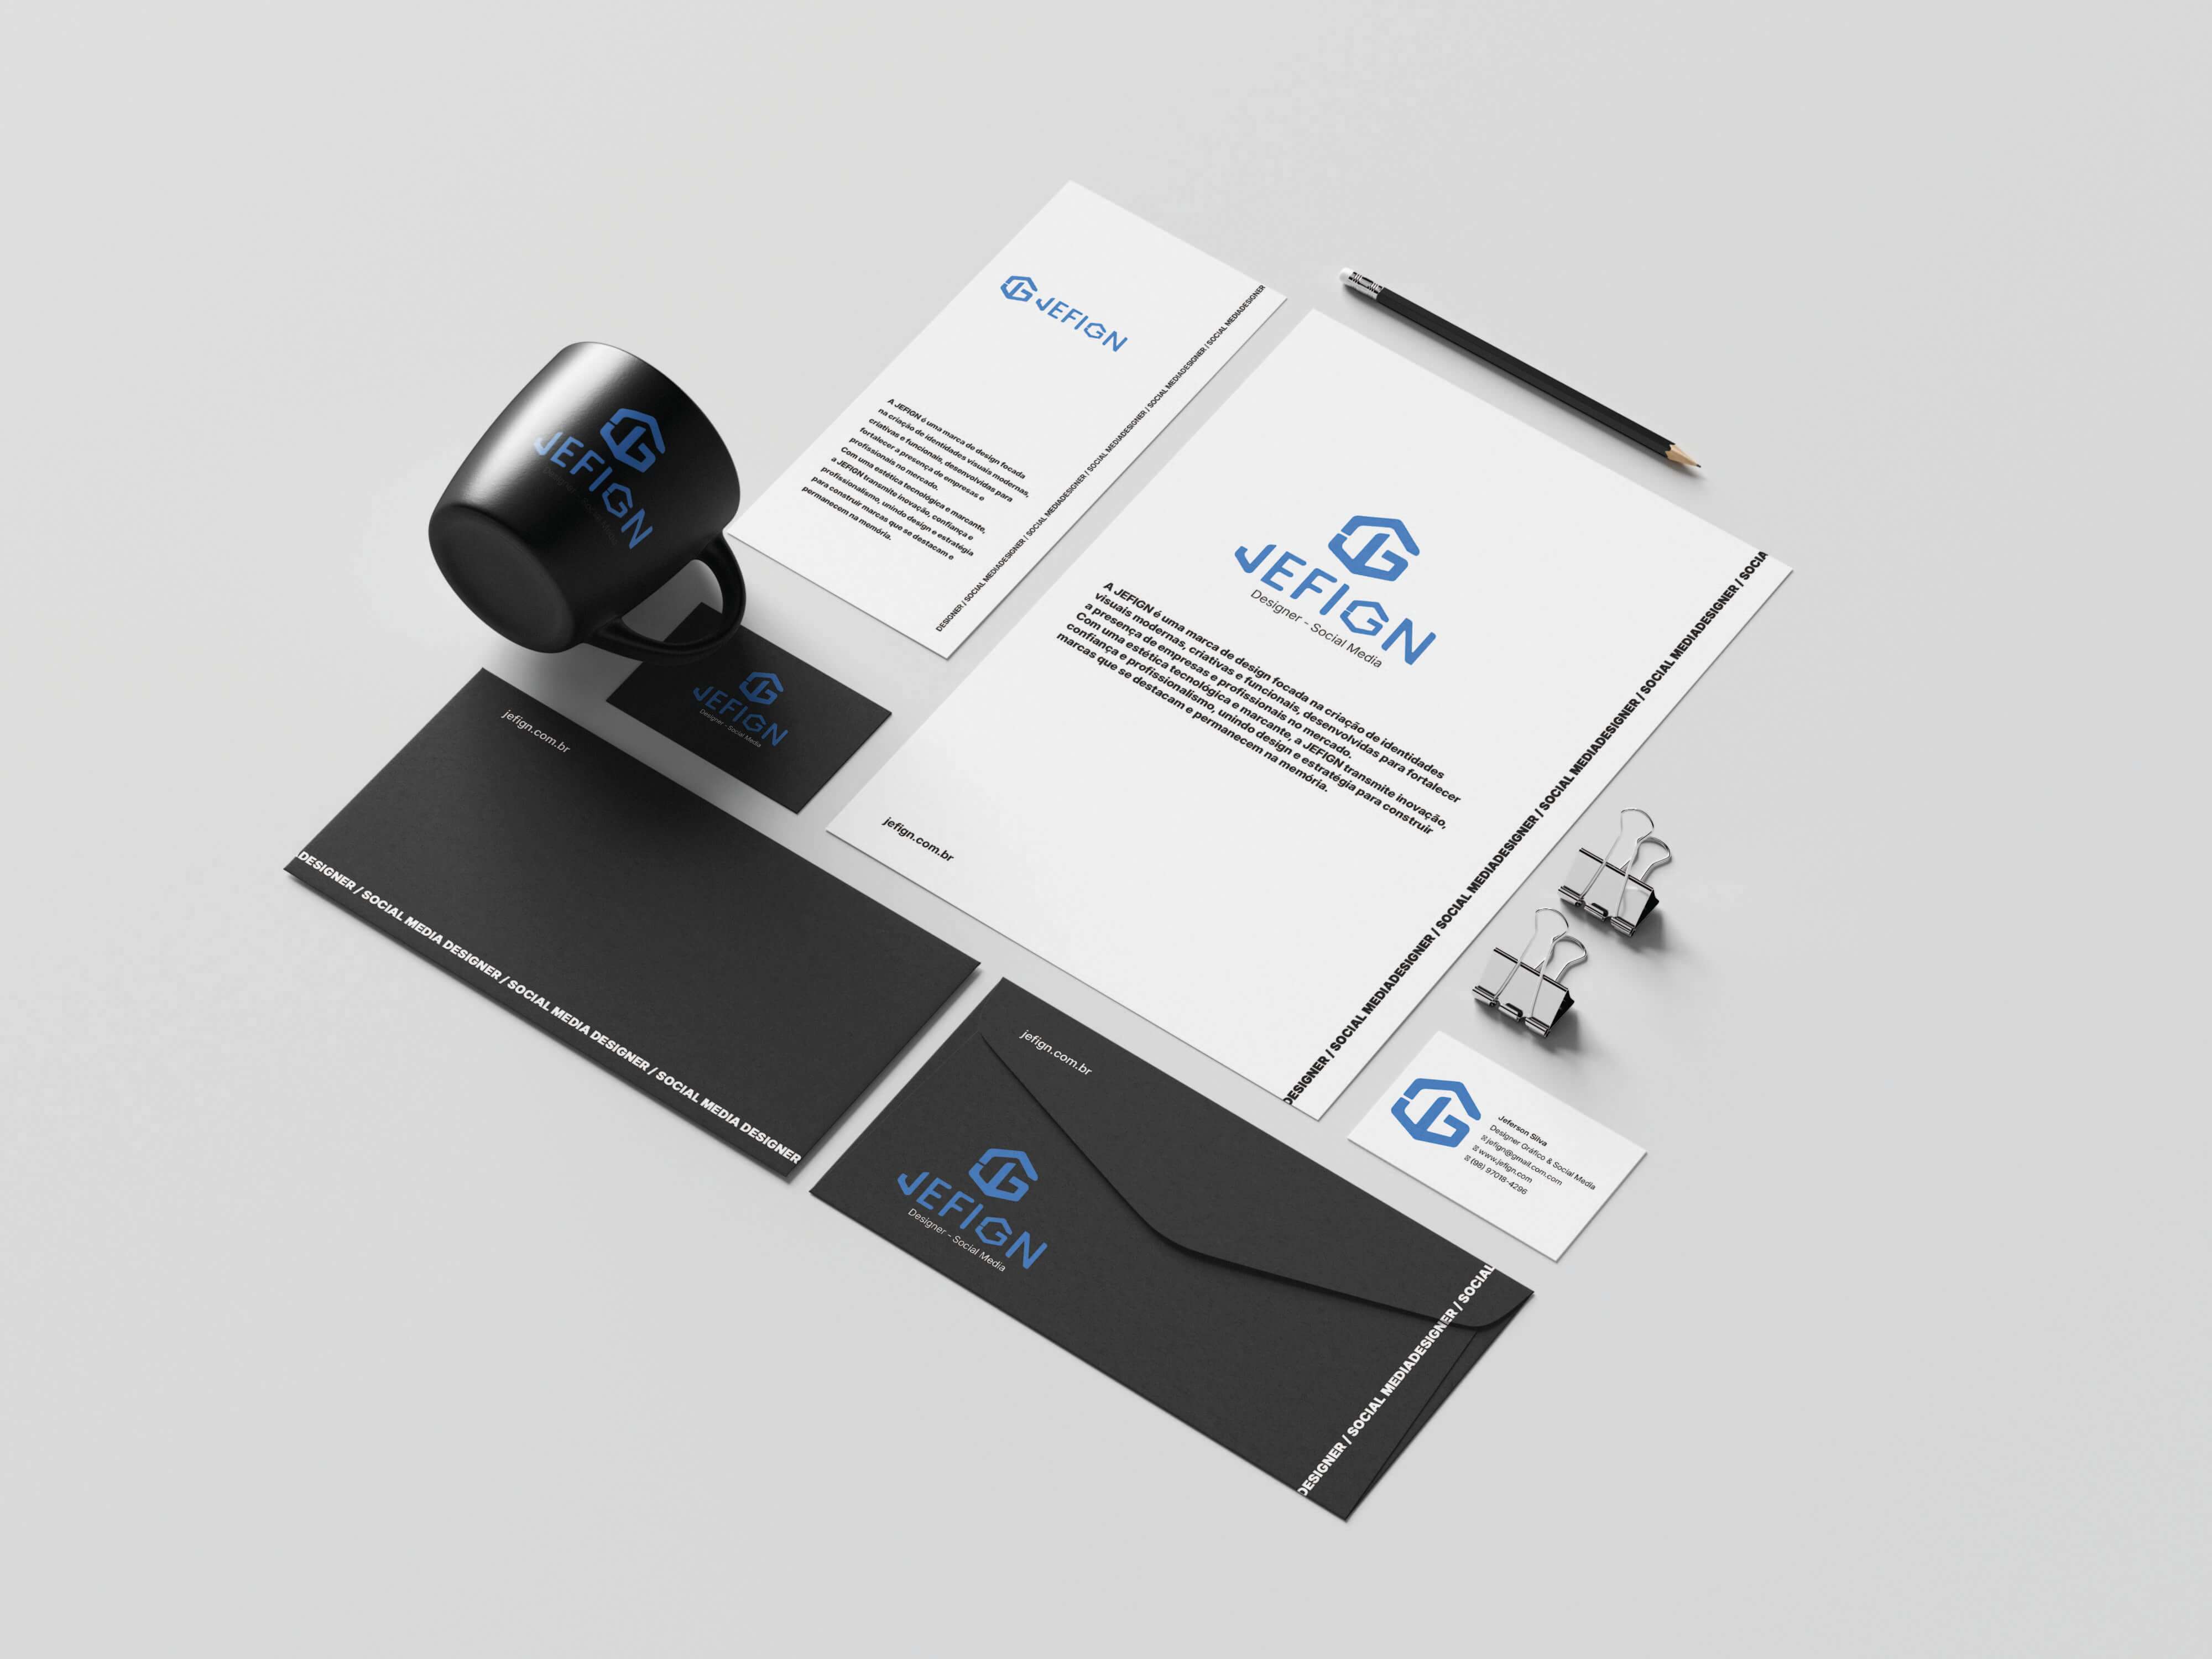 JG JEFIGN
A JEFIGN é uma marca de design focada
na criação de identidades visuais modernas,
criativas e funcionais, desenvolvidas para
fortalecer a presença de empresas e
profissionais no mercado.
Com uma estética tecnológica e marcante,
a JEFIGN transmite inovação, confiança e
profissionalismo, unindo design e estratégia
para construir marcas que se destacam e
permanecem na memória.
DESIGNER / SOCIAL MEDIADESIGNER / SOCIAL MEDIADESIGNER / SOCIAL MEDIADESIGNER / SOCIAL MEDIADESIGNER / SOCIAL MEDIADESIGNER
JG
JEFIGN
JG
JEFIGN
Designer - Social Media
A JEFIGN é uma marca de design focada na criação de identidades
visuais modernas, criativas e funcionais, desenvolvidas para fortalecer
a presença de empresas e profissionais no mercado.
Com uma estética tecnológica e marcante, a JEFIGN transmite inovação,
confiança e profissionalismo, unindo design e estratégia para construir
marcas que se destacam e permanecem na memória.
jefign.com.br
DESIGNER / SOCIAL MEDIADESIGNER / SOCIAL MEDIADESIGNER / SOCIAL MEDIADESIGNER / SOCIAL MEDIADESIGNER / SOCIA
JG
JEFIGN
Designer - Social Media
jefign.com.br
DESIGNER / SOCIAL MEDIA DESIGNER / SOCIAL MEDIA DESIGNER / SOCIAL MEDIA DESIGNER
jefign.com.br
JG
JEFIGN
Designer - Social Media
DESIGNER / SOCIAL MEDIADESIGNER / SOCIAL
JG
Jeferson Silva
Designer Gráfico & Social Media
jefign@gmail.com.com
www.jefign.com
(98) 97018-4296